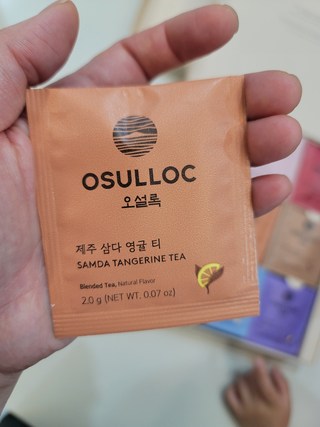 OSULLOC
오설록
제주 삼다 영귤 티
SAMDA TANGERINE TEA
Blended Tea, Natural Flavor
2.0 g (NET WT. 0.07 oz)